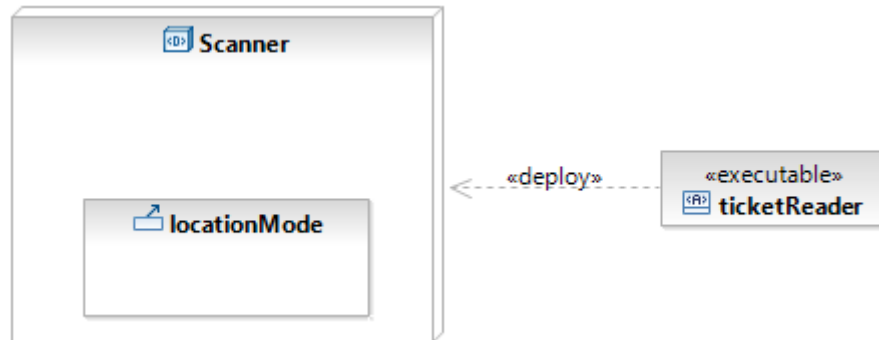 <D> Scanner
«deploy»
«executable»
<A> ticketReader
locationMode